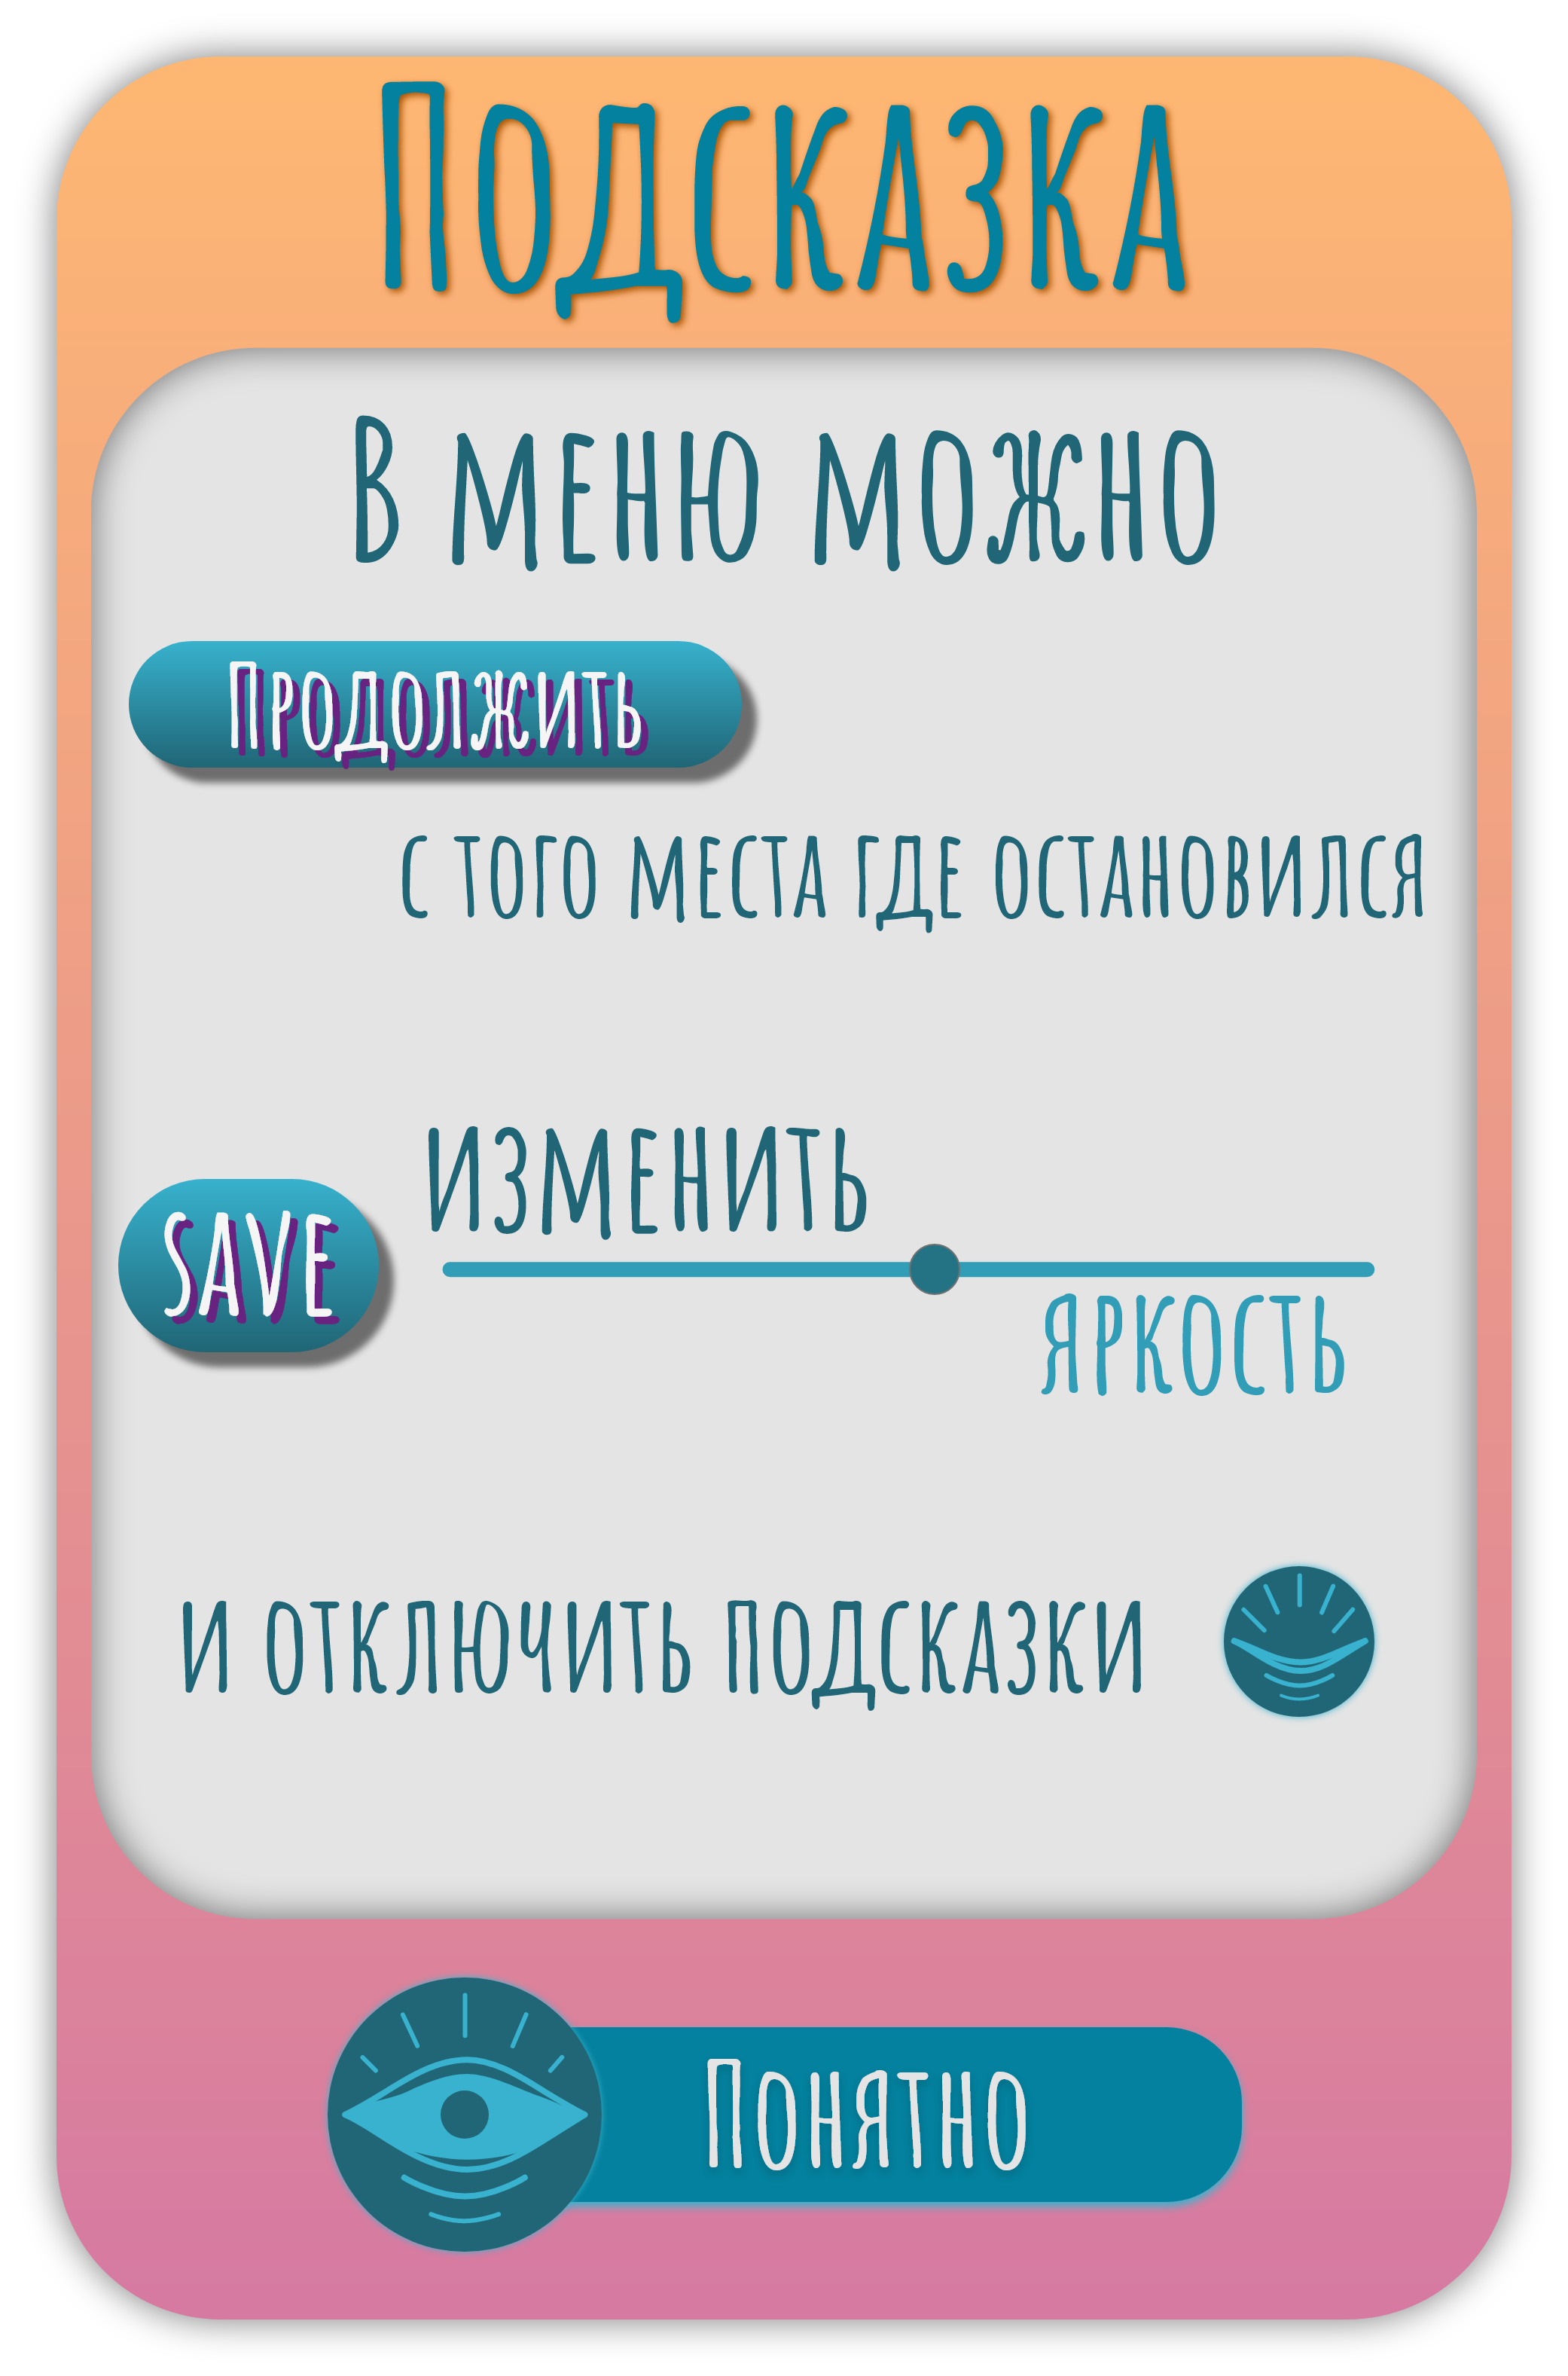 Подсказка
В меню можно
Продолжить
с того места где остановился
изменить
SAVE
яркость
и отключить подсказки
Понятно